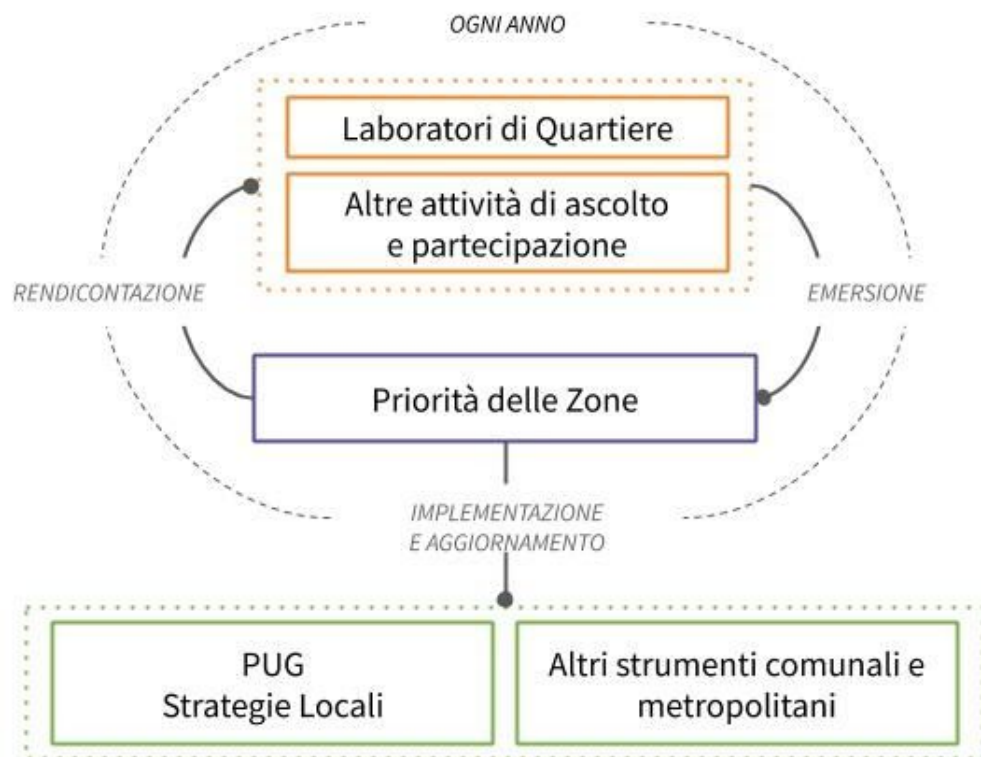 OGNI ANNO
Laboratori di Quartiere
Altre attività di ascolto
e partecipazione
RENDICONTAZIONE
EMERSIONE
Priorità delle Zone
IMPLEMENTAZIONE
E AGGIORNAMENTO
PUG
Strategie Locali
Altri strumenti comunali e
metropolitani